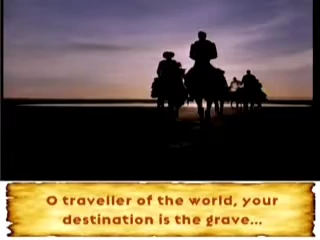 O traveller of the world, your
destination is the grave...